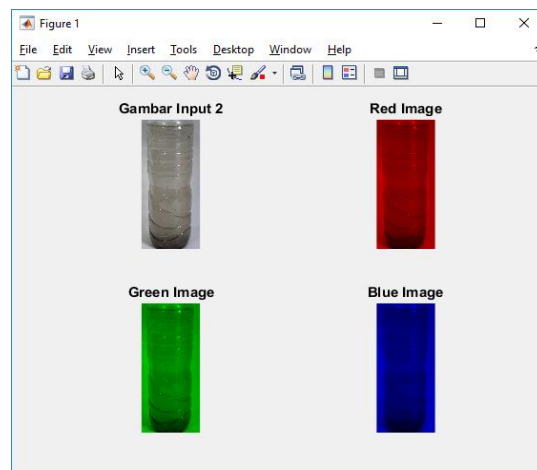 Figure 1
File Edit View Insert Tools Desktop Window Help
Gambar Input 2
Red Image
Green Image
Blue Image